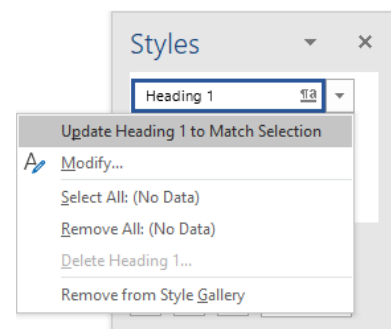 Styles
Heading 1 ¶a
Update Heading 1 to Match Selection
Modify...
Select All: (No Data)
Remove All: (No Data)
Delete Heading 1...
Remove from Style Gallery